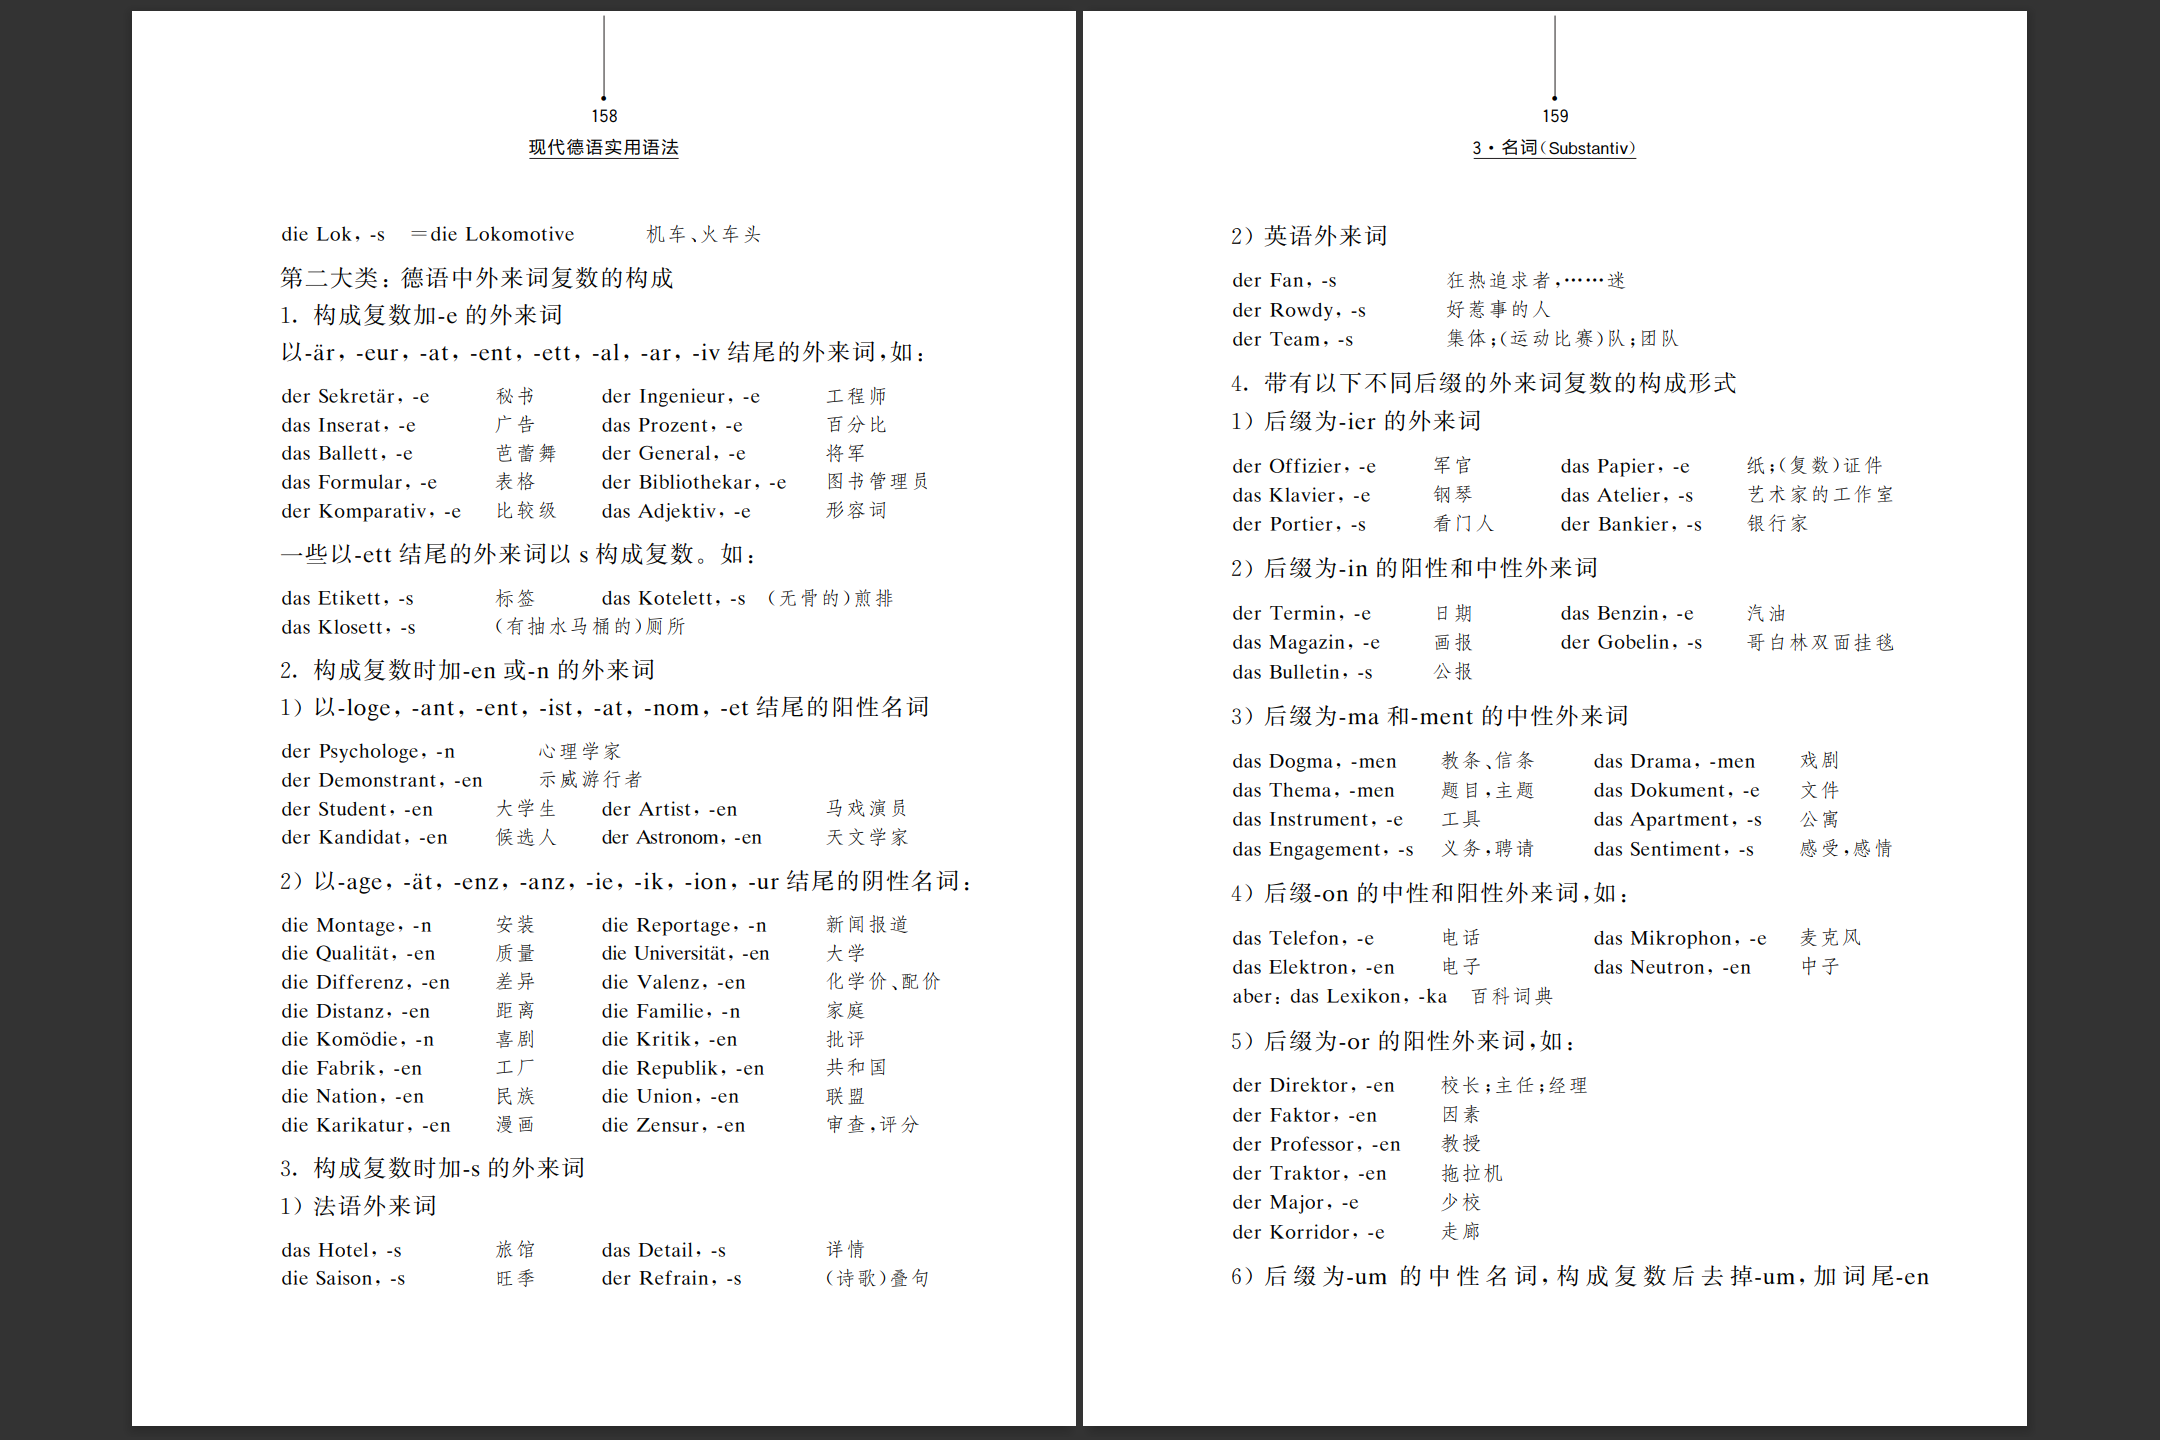 158
现代德语实用语法
die Lok, -s =die Lokomotive 机车、火车头
第二大类: 德语中外来词复数的构成
1. 构成复数加-e 的外来词
以-är, -eur, -at, -ent, -ett, -al, -ar, -iv 结尾的外来词,如:
der Sekretär, -e 秘书 der Ingenieur, -e 工程师
das Inserat, -e 广告 das Prozent, -e 百分比
das Ballett, -e 芭蕾舞 der General, -e 将军
das Formular, -e 表格 der Bibliothekar, -e 图书管理员
der Komparativ, -e 比较级 das Adjektiv, -e 形容词
一些以-ett 结尾的外来词以 s 构成复数。如:
das Etikett, -s 标签 das Kotelett, -s (无骨的)煎排
das Klosett, -s (有抽水马桶的)厕所
2. 构成复数时加-en 或-n 的外来词
1) 以-loge, -ant, -ent, -ist, -at, -nom, -et 结尾的阳性名词
der Psychologe, -n 心理学家
der Demonstrant, -en 示威游行者
der Student, -en 大学生 der Artist, -en 马戏演员
der Kandidat, -en 候选人 der Astronom, -en 天文学家
2) 以-age, -ät, -enz, -anz, -ie, -ik, -ion, -ur 结尾的阴性名词:
die Montage, -n 安装 die Reportage, -n 新闻报道
die Qualität, -en 质量 die Universität, -en 大学
die Differenz, -en 差异 die Valenz, -en 化学价、配价
die Distanz, -en 距离 die Familie, -n 家庭
die Komödie, -n 喜剧 die Kritik, -en 批评
die Fabrik, -en 工厂 die Republik, -en 共和国
die Nation, -en 民族 die Union, -en 联盟
die Karikatur, -en 漫画 die Zensur, -en 审查,评分
3. 构成复数时加-s 的外来词
1) 法语外来词
das Hotel, -s 旅馆 das Detail, -s 详情
die Saison, -s 旺季 der Refrain, -s (诗歌)叠句
159
3·名词(Substantiv)
2) 英语外来词
der Fan, -s 狂热追求者,……迷
der Rowdy, -s 好惹事的人
der Team, -s 集体;(运动比赛)队;团队
4. 带有以下不同后缀的外来词复数的构成形式
1) 后缀为-ier 的外来词
der Offizier, -e 军官 das Papier, -e 纸;(复数)证件
das Klavier, -e 钢琴 das Atelier, -s 艺术家的工作室
der Portier, -s 看门人 der Bankier, -s 银行家
2) 后缀为-in 的阳性和中性外来词
der Termin, -e 日期 das Benzin, -e 汽油
das Magazin, -e 画报 der Gobelin, -s 哥白林双面挂毯
das Bulletin, -s 公报
3) 后缀为-ma 和-ment 的中性外来词
das Dogma, -men 教条、信条 das Drama, -men 戏剧
das Thema, -men 题目,主题 das Dokument, -e 文件
das Instrument, -e 工具 das Apartment, -s 公寓
das Engagement, -s 义务,聘请 das Sentiment, -s 感受,感情
4) 后缀-on 的中性和阳性外来词,如:
das Telefon, -e 电话 das Mikrophon, -e 麦克风
das Elektron, -en 电子 das Neutron, -en 中子
aber: das Lexikon, -ka 百科词典
5) 后缀为-or 的阳性外来词,如:
der Direktor, -en 校长;主任;经理
der Faktor, -en 因素
der Professor, -en 教授
der Traktor, -en 拖拉机
der Major, -e 少校
der Korridor, -e 走廊
6) 后缀为-um 的中性名词,构成复数后去掉-um,加词尾-en